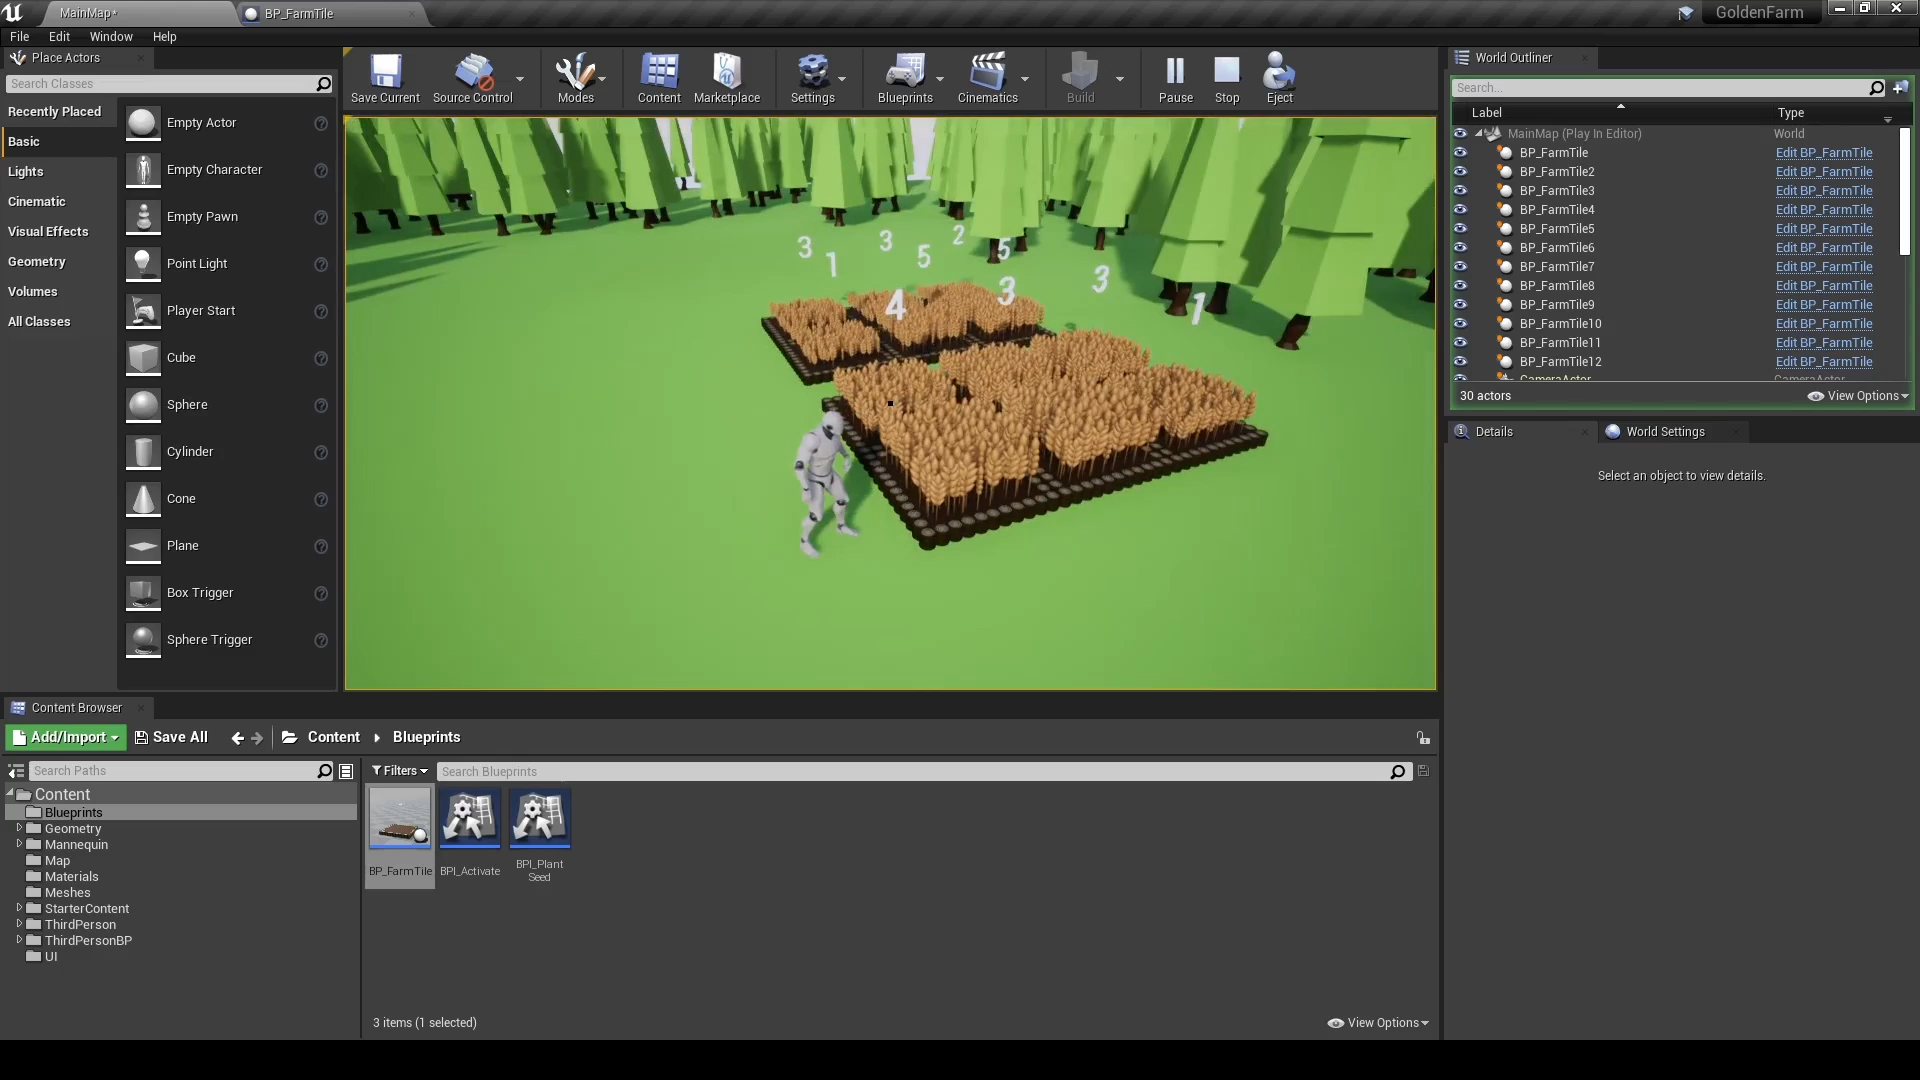 MainMap*
BP_FarmTile
GoldenFarm
File Edit Window Help
Place Actors
Search Classes
Recently Placed
Basic
Lights
Cinematic
Visual Effects
Geometry
Volumes
All Classes
Empty Actor
Empty Character
Empty Pawn
Point Light
Player Start
Cube
Sphere
Cylinder
Cone
Plane
Box Trigger
Sphere Trigger
Save Current
Source Control
Modes
Content
Marketplace
Settings
Blueprints
Cinematics
Build
Pause
Stop
Eject
3 1 3 5 2 5
4 3 3 1
World Outliner
Search...
Label Type
MainMap (Play In Editor) World
BP_FarmTile Edit BP_FarmTile
BP_FarmTile2 Edit BP_FarmTile
BP_FarmTile3 Edit BP_FarmTile
BP_FarmTile4 Edit BP_FarmTile
BP_FarmTile5 Edit BP_FarmTile
BP_FarmTile6 Edit BP_FarmTile
BP_FarmTile7 Edit BP_FarmTile
BP_FarmTile8 Edit BP_FarmTile
BP_FarmTile9 Edit BP_FarmTile
BP_FarmTile10 Edit BP_FarmTile
BP_FarmTile11 Edit BP_FarmTile
BP_FarmTile12 Edit BP_FarmTile
CameraActor CameraActor
30 actors View Options
Details
World Settings
Select an object to view details.
Content Browser
Add/Import Save All Content Blueprints
Search Paths
Filters Search Blueprints
Content
Blueprints
Geometry
Mannequin
Map
Materials
Meshes
StarterContent
ThirdPerson
ThirdPersonBP
UI
BP_FarmTile
BPI_Activate
BPI_Plant
Seed
3 items (1 selected) View Options